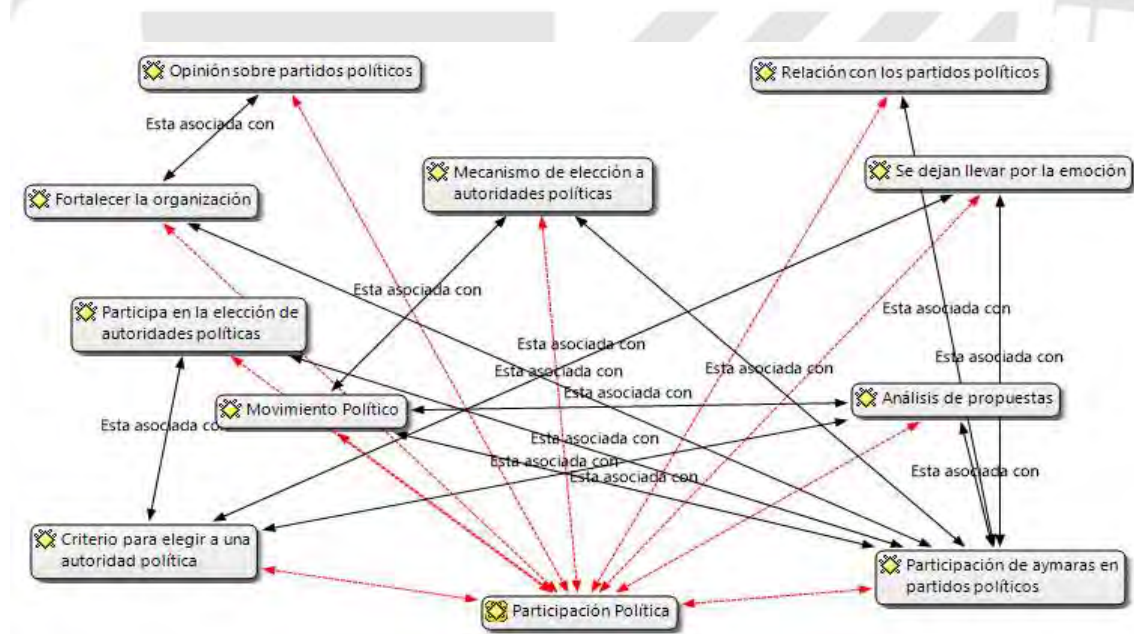 Opinión sobre partidos políticos
Relación con los partidos políticos
Esta asociada con
Mecanismo de elección a
autoridades políticas
Se dejan llevar por la emoción
Fortalecer la organización
Esta asociada con
Participa en la elección de
autoridades políticas
Esta asociada con
Esta asociada con
Esta asociada con
Esta asociada con
Esta asociada con
Esta asociada con
Movimiento Político
Análisis de propuestas
Esta asociada co
Esta asociada con
Esta asociada con
Esta asociada con
Esta asociada con
Criterio para elegir a una
autoridad política
Participación de aymaras en
partidos políticos
Participación Política